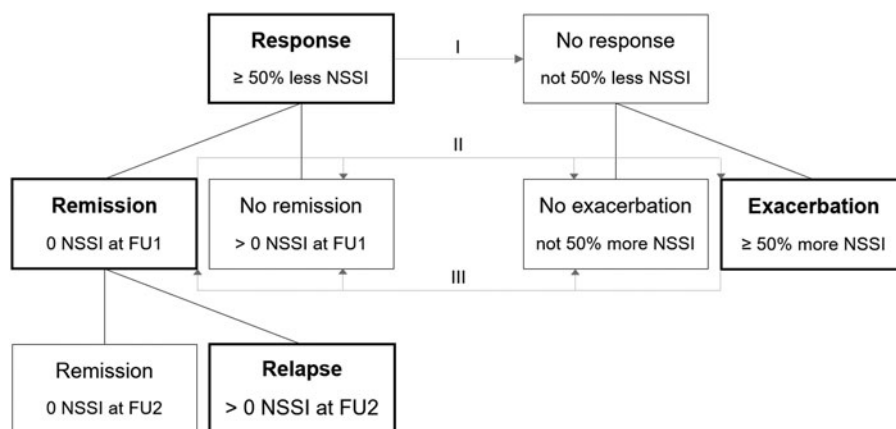 Response
≥ 50% less NSSI
I
No response
not 50% less NSSI
II
Remission
0 NSSI at FU1
No remission
> 0 NSSI at FU1
No exacerbation
not 50% more NSSI
Exacerbation
≥ 50% more NSSI
III
Remission
0 NSSI at FU2
Relapse
> 0 NSSI at FU2